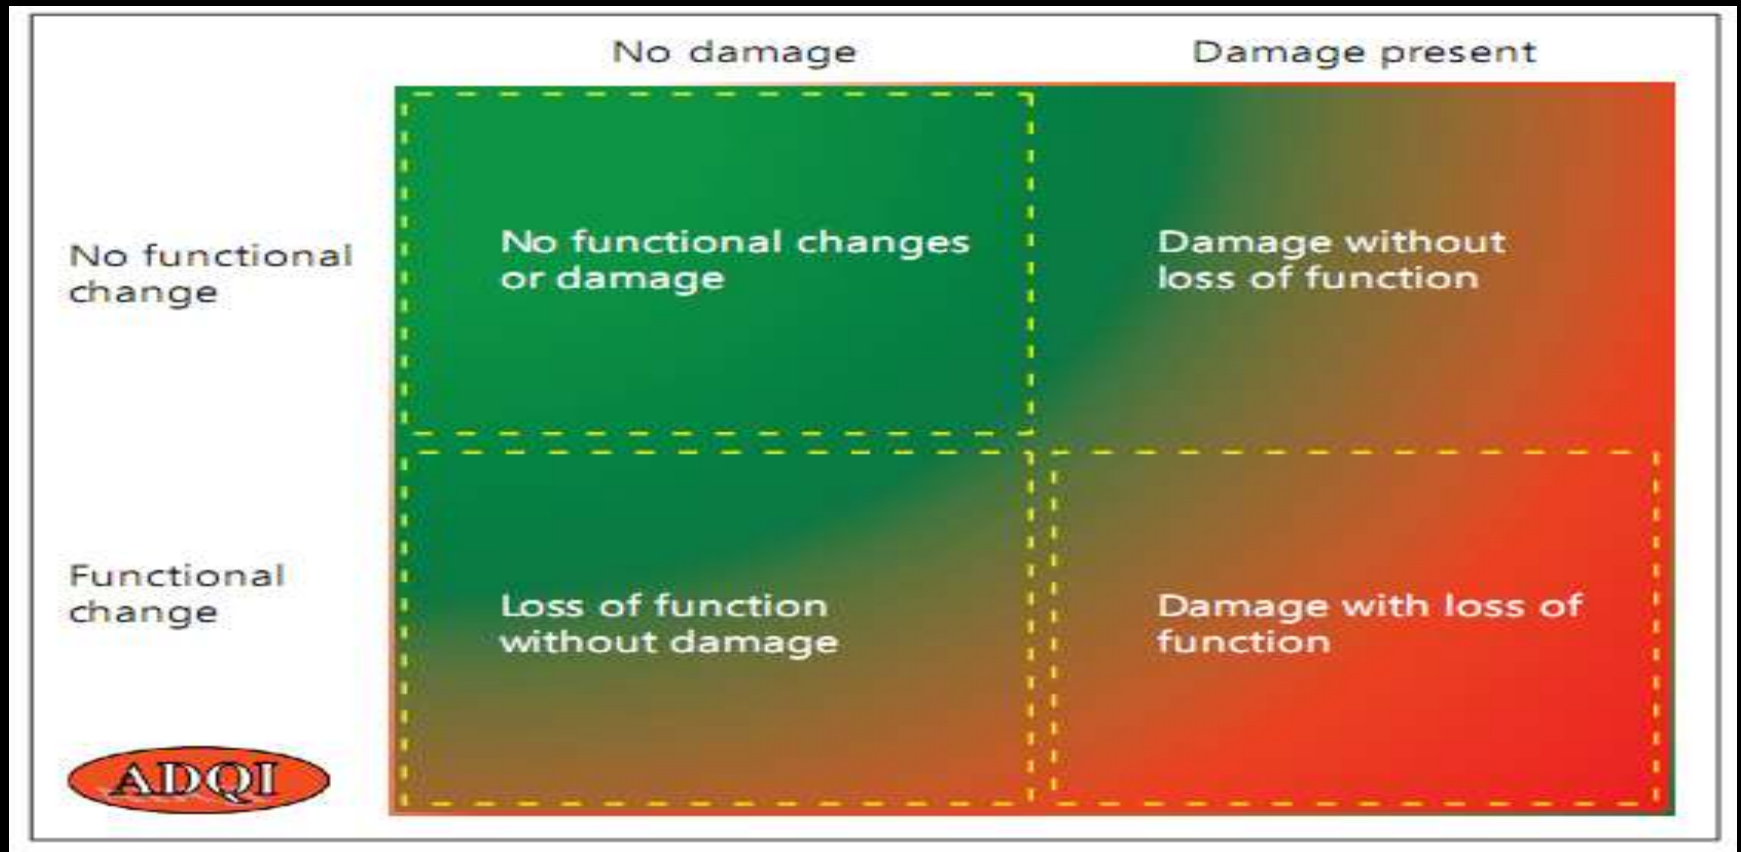 No damage
Damage present
No functional
change
No functional changes
or damage
Damage without
loss of function
Functional
change
Loss of function
without damage
Damage with loss of
function
ADQI